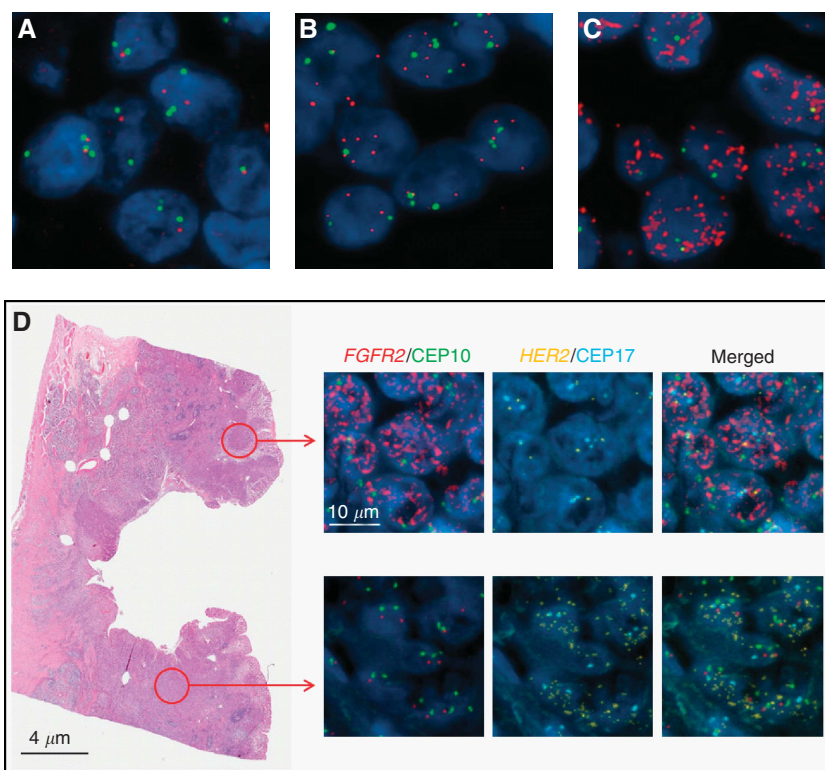 A
B
C
D
FGFR2/CEP10
HER2/CEP17
Merged
10 μm
4 μm